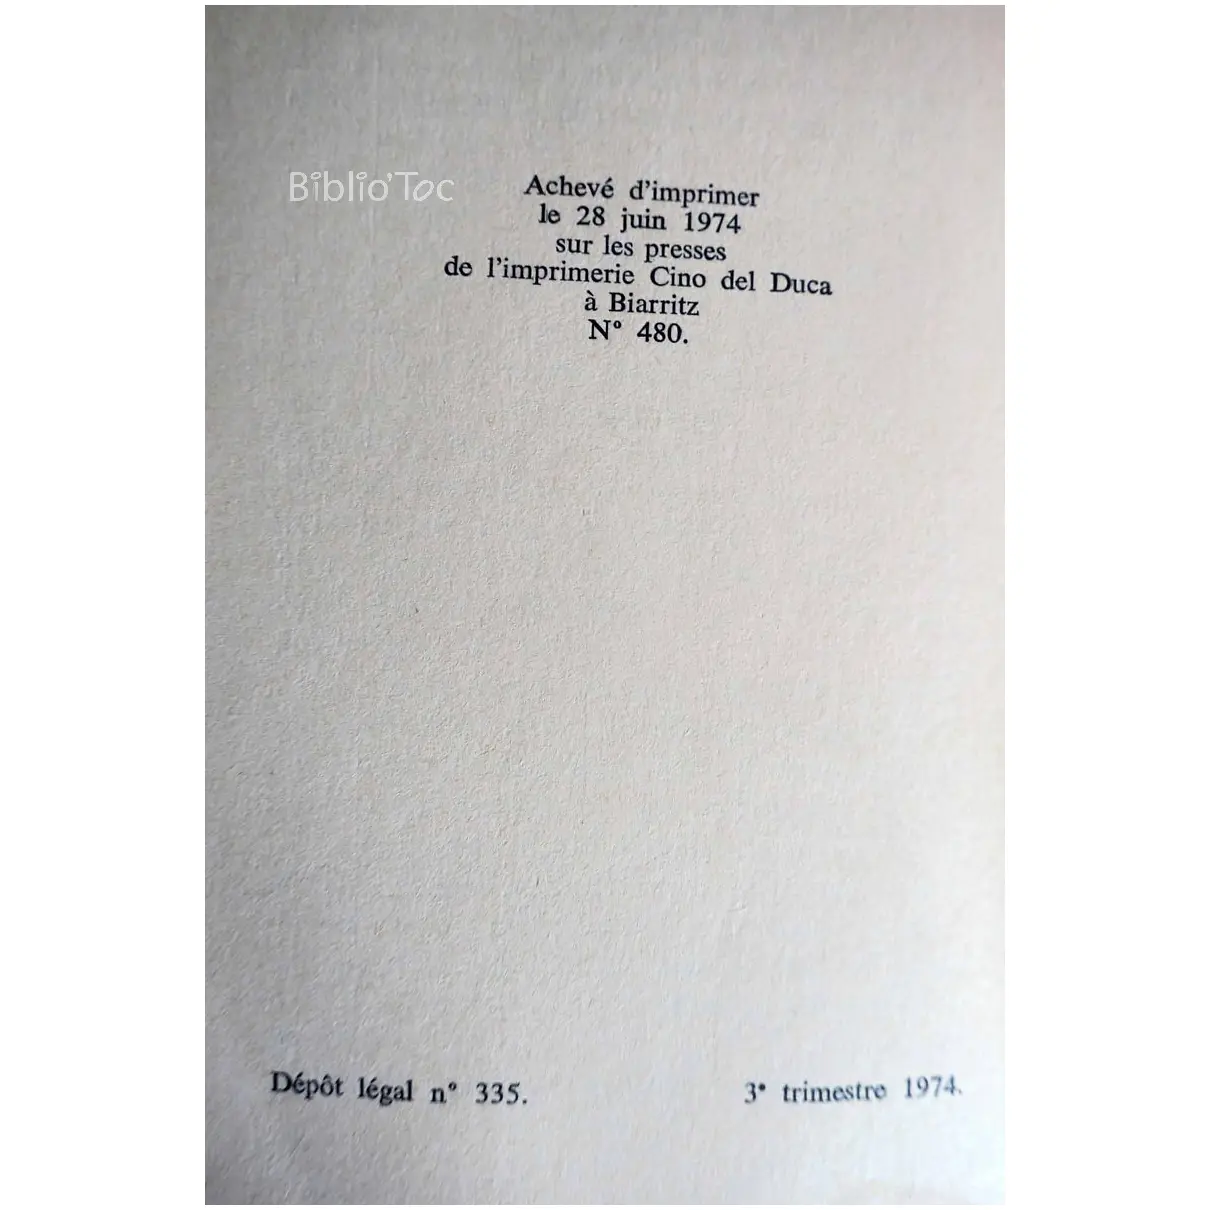 Biblio'Toc
Achevé d'imprimer
le 28 juin 1974
sur les presses
de l'imprimerie Cino del Duca
à Biarritz
N° 480.
Dépôt légal n° 335.
3e trimestre 1974.